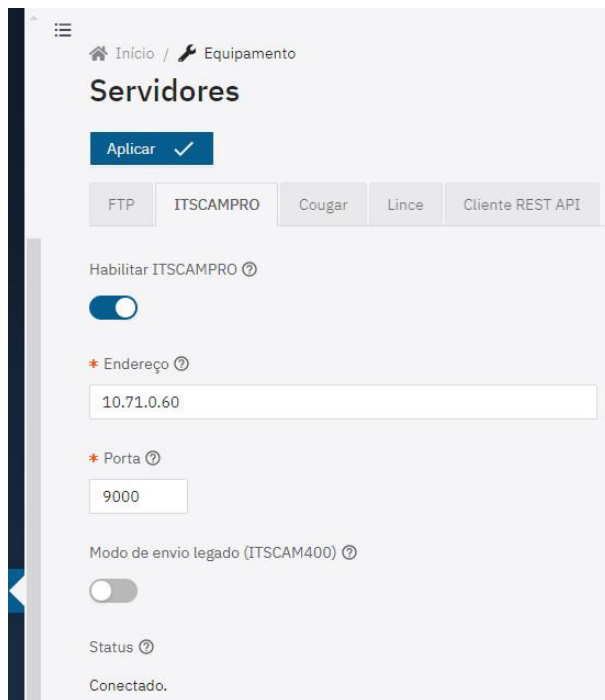 Início / Equipamento
Servidores
Aplicar
FTP ITSCAMPRO Cougar Lince Cliente REST API
Habilitar ITSCAMPRO
* Endereço
10.71.0.60
* Porta
9000
Modo de envio legado (ITSCAM400)
Status
Conectado.